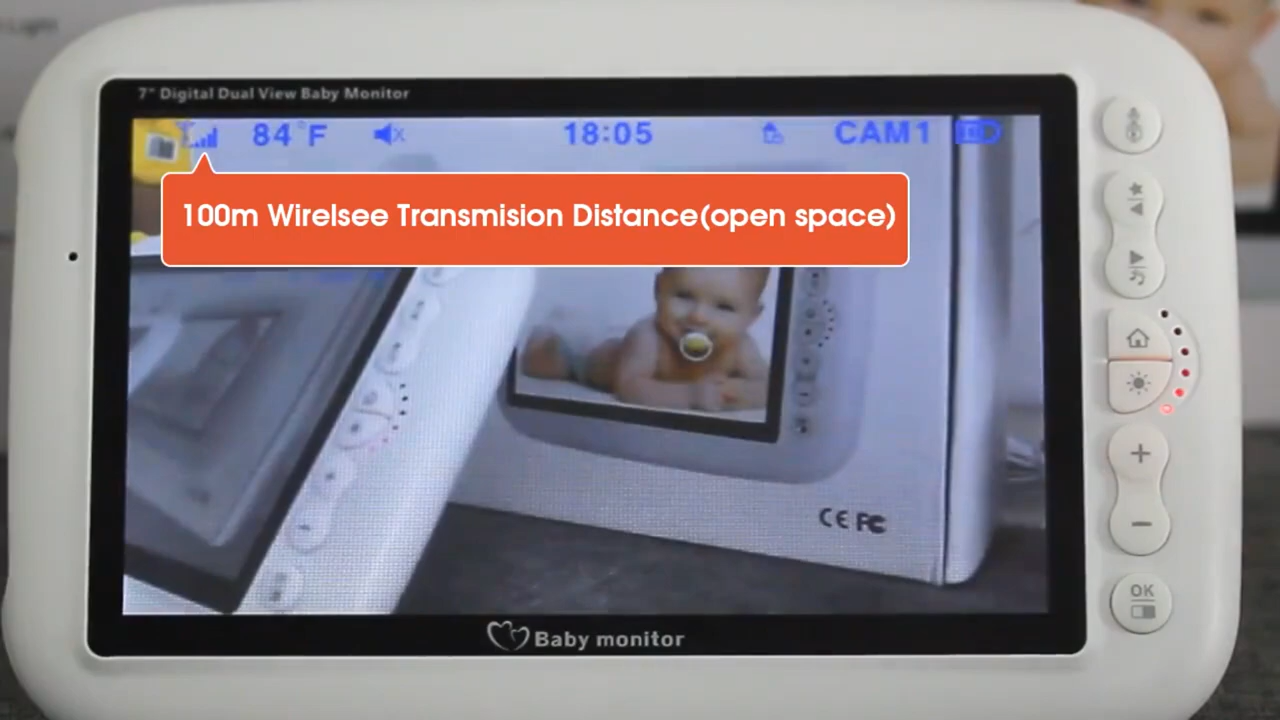 Light
7" Digital Dual View Baby Monitor
84°F 18:05 CAM1
100m Wirelsee Transmision Distance(open space)
CE FC
OK
Baby monitor